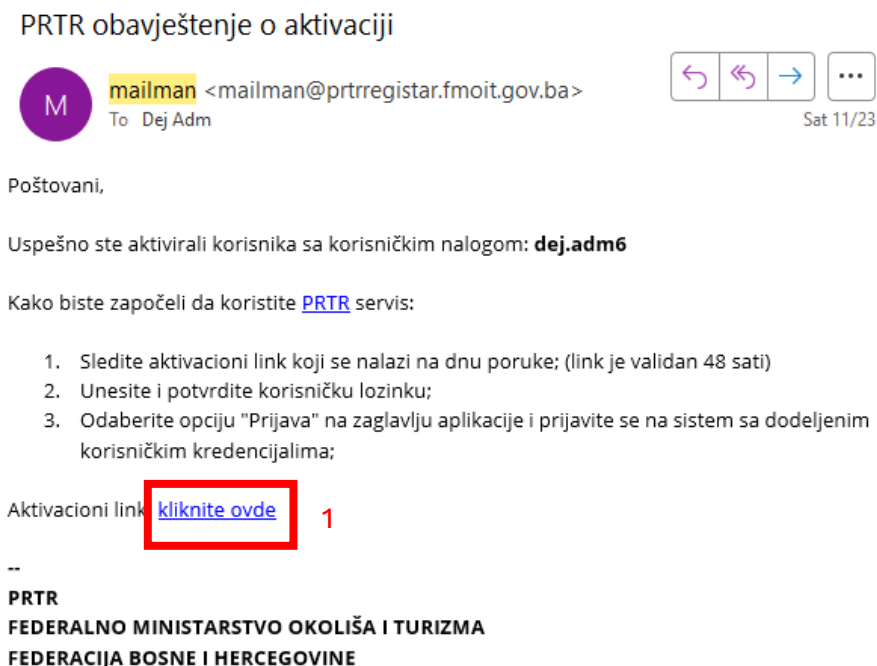 PRTR obavještenje o aktivaciji
M
mailman <mailman@prtrregistar.fmoit.gov.ba>
To Dej Adm
Sat 11/23
Poštovani,
Uspešno ste aktivirali korisnika sa korisničkim nalogom: dej.adm6
Kako biste započeli da koristite PRTR servis:
1. Sledite aktivacioni link koji se nalazi na dnu poruke; (link je validan 48 sati)
2. Unesite i potvrdite korisničku lozinku;
3. Odaberite opciju "Prijava" na zaglavlju aplikacije i prijavite se na sistem sa dodeljenim
korisničkim kredencijalima;
Aktivacioni link kliknite ovde 1
--
PRTR
FEDERALNO MINISTARSTVO OKOLIŠA I TURIZMA
FEDERACIJA BOSNE I HERCEGOVINE